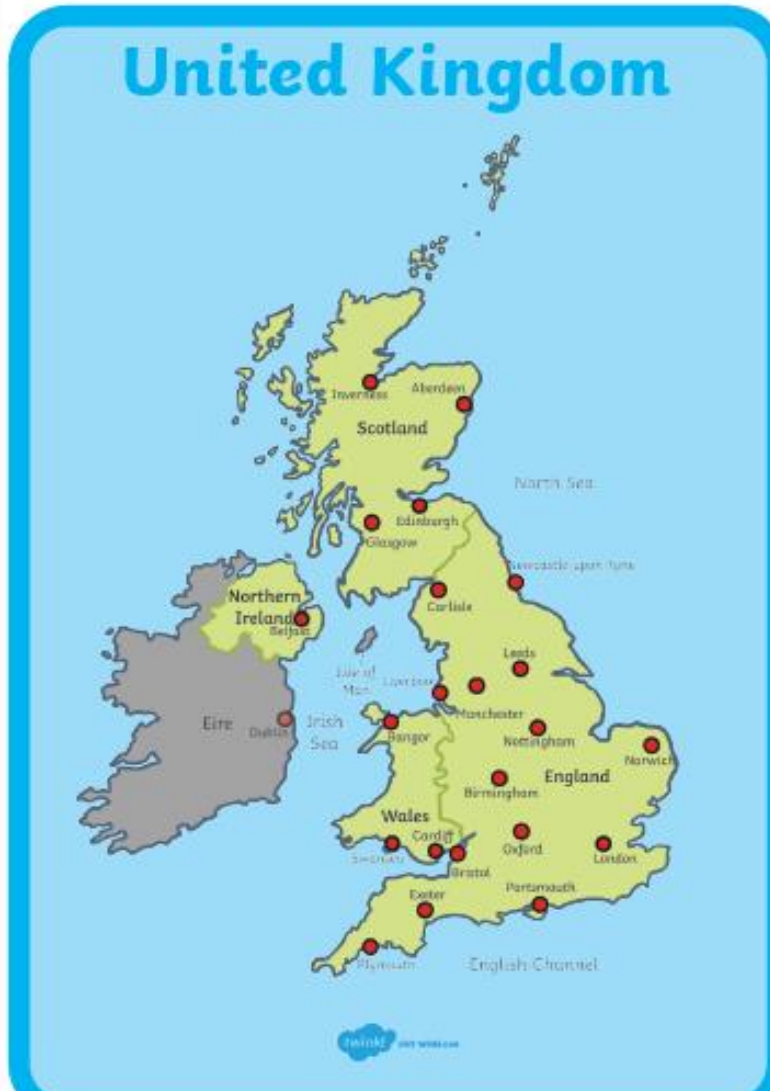 United Kingdom
Inverness
Aberdeen
Scotland
North Sea
Edinburgh
Glasgow
Newcastle upon Tyne
Carlisle
Northern
Ireland
Belfast
Leeds
Isle of
Man
Liverpool
Manchester
Eire
Dublin
Irish
Sea
Bangor
Nottingham
Norwich
England
Birmingham
Wales
Cardiff
Swansea
Bristol
Oxford
London
Portsmouth
Exeter
Plymouth
English Channel
twinkl